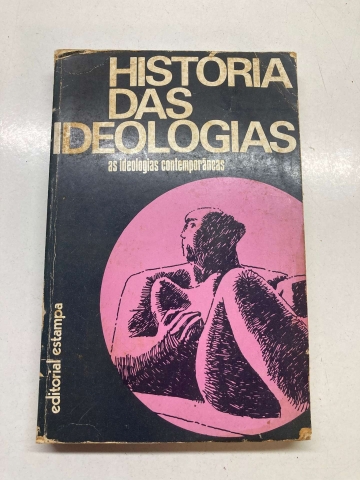 HISTÓRIA
DAS
IDEOLOGIAS
as ideologias contemporâneas
editorial estampa